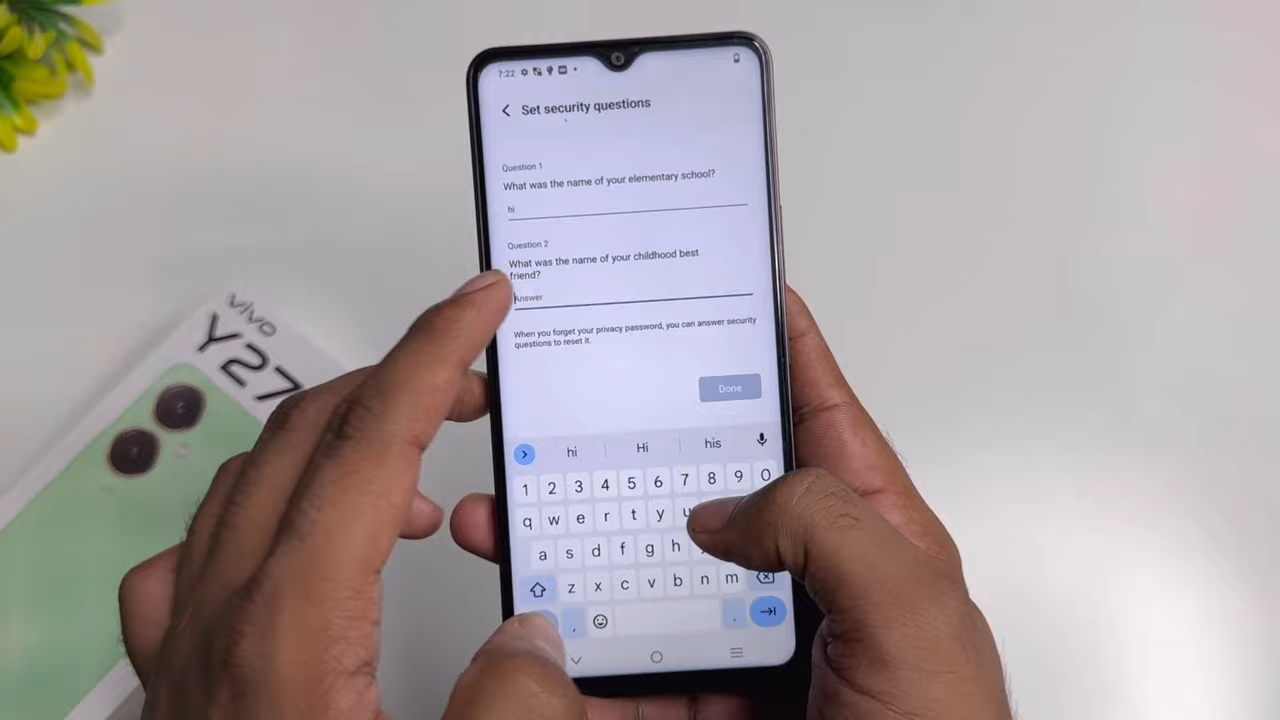 7:22
Set security questions
Question 1
What was the name of your elementary school?
hi
Question 2
What was the name of your childhood best
friend?
Answer
When you forget your privacy password, you can answer security
questions to reset it.
Done
hi Hi his
1 2 3 4 5 6 7 8 9 0
q w e r t y u
a s d f g h
z x c v b n m
, .
vivo
Y27